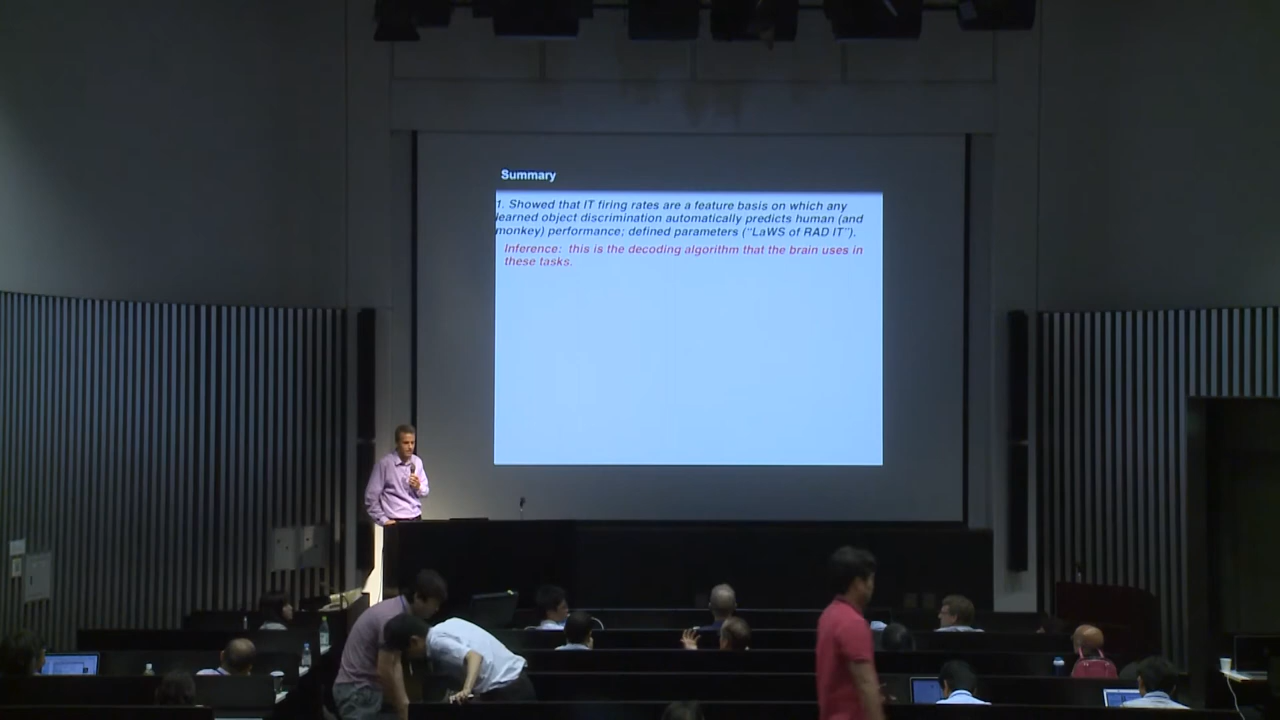 Summary
1. Showed that IT firing rates are a feature basis on which any
learned object discrimination automatically predicts human (and
monkey) performance; defined parameters ("LaWS of RAD IT").
Inference: this is the decoding algorithm that the brain uses in
these tasks.